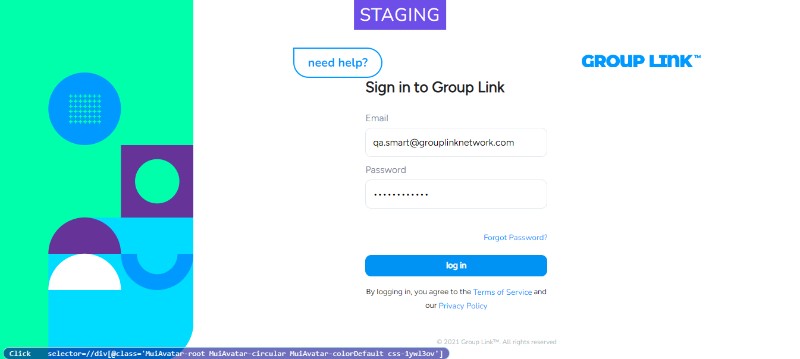 STAGING
need help?
GROUP LINK™
Sign in to Group Link
Email
qa.smart@grouplinknetwork.com
Password
••••••••••••
Forgot Password?
log in
By logging in, you agree to the Terms of Service and
our Privacy Policy
© 2021 Group Link™. All rights reserved
Click selector=//div[@class='MuiAvatar-root MuiAvatar-circular MuiAvatar-colorDefault css-1ywl3ov']